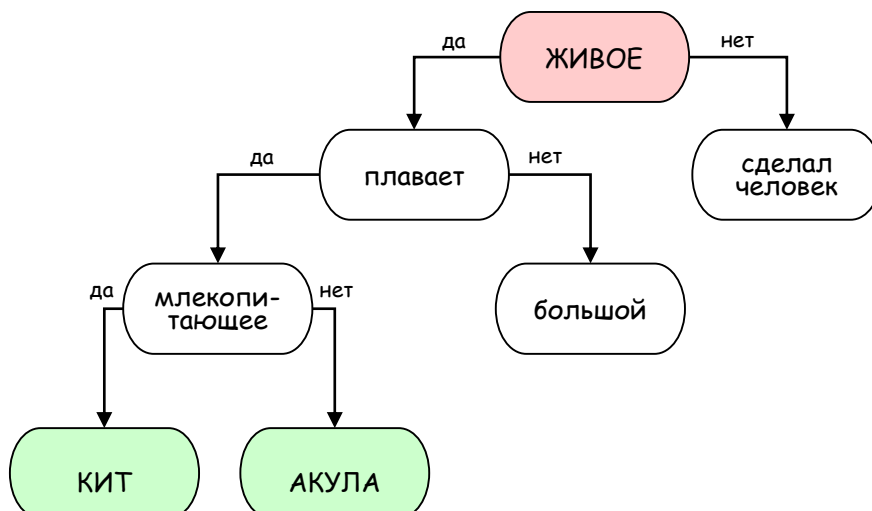 да
ЖИВОЕ
нет
да
плавает
нет
сделал
человек
да
млекопи-
тающее
нет
большой
КИТ
АКУЛА